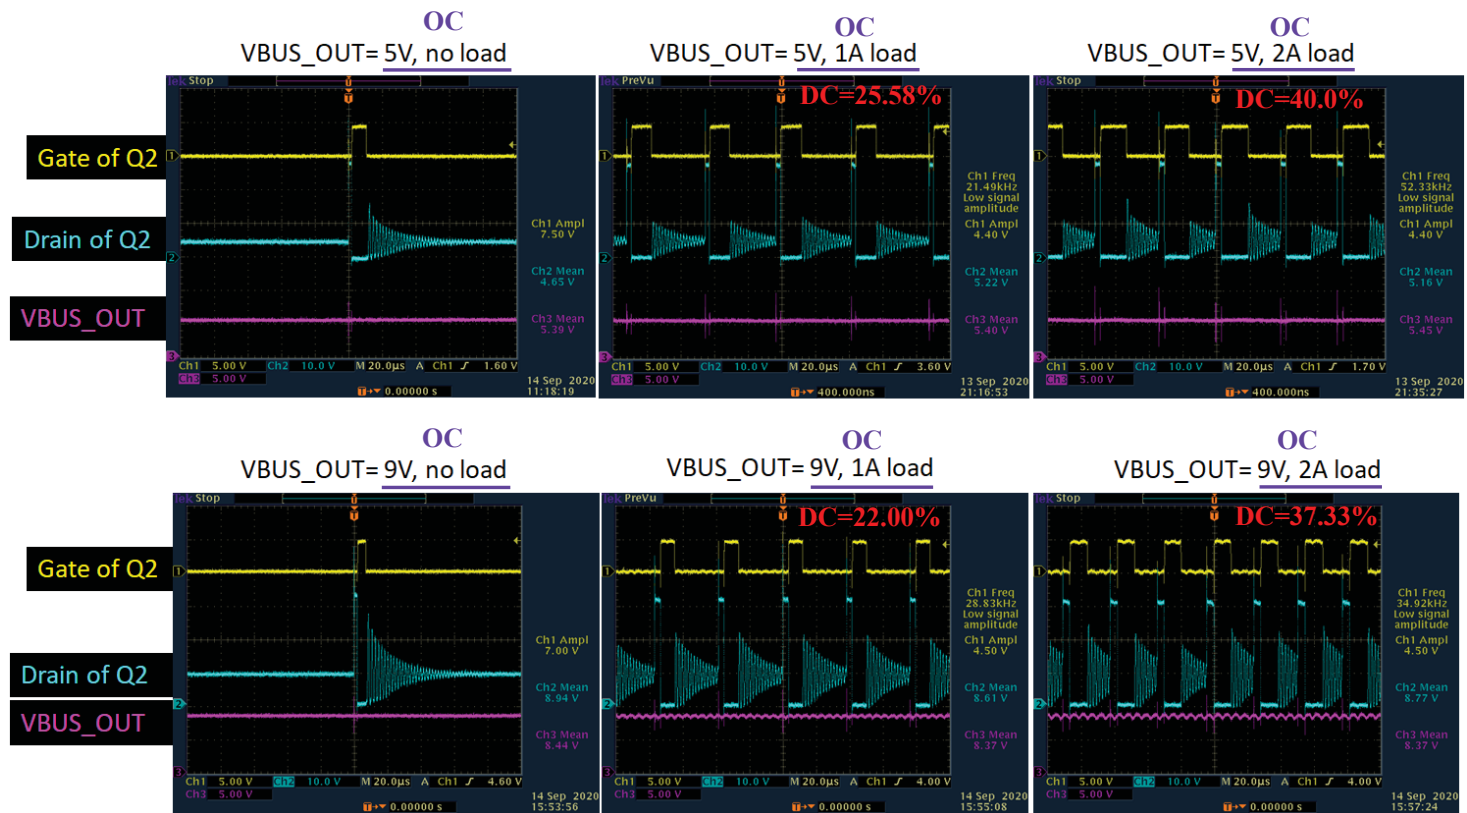 OC
VBUS_OUT= 5V, no load
OC
VBUS_OUT= 5V, 1A load
OC
VBUS_OUT= 5V, 2A load
Gate of Q2
Drain of Q2
VBUS_OUT
Tek Stop
Ch1 Ampl
7.50 V
Ch2 Mean
4.65 V
Ch3 Mean
5.39 V
Ch1 5.00 V Ch2 10.0 V M 20.0µs A Ch1 ƒ 1.60 V
Ch3 5.00 V
0.00000 s
14 Sep 2020
11:18:19
Tek PreVu
DC=25.58%
Ch1 Freq
21.49kHz
Low signal
amplitude
Ch1 Ampl
4.40 V
Ch2 Mean
5.22 V
Ch3 Mean
5.40 V
Ch1 5.00 V Ch2 10.0 V M 20.0µs A Ch1 ƒ 3.60 V
Ch3 5.00 V
400.000ns
13 Sep 2020
21:16:53
Tek Stop
DC=40.0%
Ch1 Freq
52.33kHz
Low signal
amplitude
Ch1 Ampl
4.40 V
Ch2 Mean
5.16 V
Ch3 Mean
5.45 V
Ch1 5.00 V Ch2 10.0 V M 20.0µs A Ch1 ƒ 1.70 V
Ch3 5.00 V
400.000ns
13 Sep 2020
21:35:27
OC
VBUS_OUT= 9V, no load
OC
VBUS_OUT= 9V, 1A load
OC
VBUS_OUT= 9V, 2A load
Gate of Q2
Drain of Q2
VBUS_OUT
Tek Stop
Ch1 Ampl
7.00 V
Ch2 Mean
8.94 V
Ch3 Mean
8.44 V
Ch1 5.00 V Ch2 10.0 V M 20.0µs A Ch1 ƒ 4.60 V
Ch3 5.00 V
0.00000 s
14 Sep 2020
15:53:56
Tek PreVu
DC=22.00%
Ch1 Freq
28.83kHz
Low signal
amplitude
Ch1 Ampl
4.50 V
Ch2 Mean
8.61 V
Ch3 Mean
8.37 V
Ch1 5.00 V Ch2 10.0 V M 20.0µs A Ch1 ƒ 4.00 V
Ch3 5.00 V
0.00000 s
14 Sep 2020
15:55:08
Tek Stop
DC=37.33%
Ch1 Freq
34.92kHz
Low signal
amplitude
Ch1 Ampl
4.50 V
Ch2 Mean
8.77 V
Ch3 Mean
8.37 V
Ch1 5.00 V Ch2 10.0 V M 20.0µs A Ch1 ƒ 4.00 V
Ch3 5.00 V
0.00000 s
14 Sep 2020
15:57:24